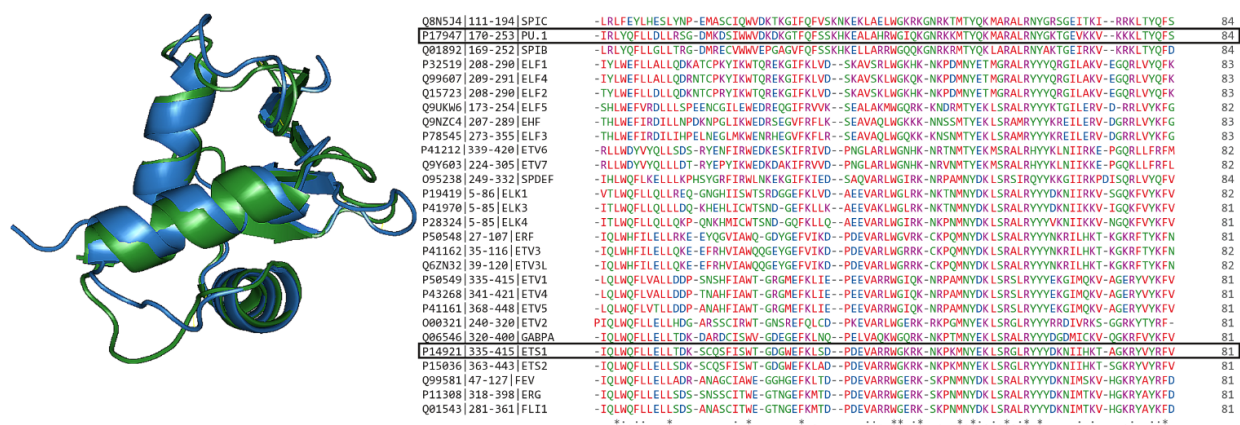 Q8N5J4|111-194|SPIC -LRLFEYLHESLYNP-EMASCIQWVDKTKGIFQFVSKNKEKLAELWGKRKGNRKTMTYQKMARALRNYGRSGEITKI--RRKLTYQFS 84
P17947|170-253|PU.1 -IRLYQFLLDLLRSG-DMKDSIWWVDKDKGTFQFSSKHKEALAHRWGIQKGNRKKMTYQKMARALRNYGKTGEVKKV--KKKLTYQFS 84
Q01892|169-252|SPIB -LRLYQFLLGLLTRG-DMRECVWWVEPGAGVFQFSSKHKELLARRWGQQKGNRKRMTYQKLARALRNYAKTGEIRKV--KRKLTYQFD 84
P32519|208-290|ELF1 -IYLWEFLLALLQDKATCPKYIKWTQREKGIFKLVD--SKAVSRLWGKHK-NKPDMNYETMGRALRYYYQRGILAKV-EGQRLVYQFK 83
Q99607|209-291|ELF4 -IYLWEFLLALLQDRNTCPKYIKWTQREKGIFKLVD--SKAVSKLWGKQK-NKPDMNYETMGRALRYYYQRGILAKV-EGQRLVYQFK 83
Q15723|208-290|ELF2 -TYLWEFLLDLLQDKNTCPRYIKWTQREKGIFKLVD--SKAVSKLWGKHK-NKPDMNYETMGRALRYYYQRGILAKV-EGQRLVYQFK 83
Q9UKW6|173-254|ELF5 -SHLWEFVRDLLLSPEENCGILEWEDREQGIFRVVK--SEALAKMWGQRK-KNDRMTYEKLSRALRYYYKTGILERV-DRRLVYKFG 82
Q9NZC4|207-289|EHF -THLWEFIRDILLNPDKNPGLIKWEDRSEGVFRFLK--SEAVAQLWGKKK-NNSSMTYEKLSRAMRYYYKREILERV-DGRRLVYKFG 83
P78545|273-355|ELF3 -THLWEFIRDILIHPELNEGLMKWENRHEGVFKFLR--SEAVAQLWGQKK-KNSNMTYEKLSRAMRYYYKREILERV-DGRRLVYKFG 83
P41212|339-420|ETV6 -RLLWDYVYQLLSDS-RYENFIRWEDKESKIFRIVD--PNGLARLWGNHK-NRTNMTYEKMSRALRHYYKLNIIRKE-PGQRLLFRFM 82
Q9Y603|224-305|ETV7 -RLLWDYVYQLLLDT-RYEPYIKWEDKDAKIFRVVD--PNGLARLWGNHK-NRVNMTYEKMSRALRHYYKLNIIKKE-PGQKLLFRFL 82
O95238|249-332|SPDEF -IHLWQFLKELLLKPHSYGRFIRWLNKEKGIFKIED--SAQVARLWGIRK-NRPAMNYDKLSRSIRQYYKKGIIRKPDISQRLVYQFV 84
P19419|5-86|ELK1 -VTLWQFLLQLLREQ-GNGHIISWTSRDGGEFKLVD--AEEVARLWGLRK-NKTNMNYDKLSRALRYYYDKNIIRKV-SGQKFVYKFV 82
P41970|5-85|ELK3 -ITLWQFLLQLLLDQ-KHEHLICWTSND-GEFKLLK--AEEVAKLWGLRK-NKTNMNYDKLSRALRYYYDKNIIKKV-IGQKFVYKFV 81
P28324|5-85|ELK4 -ITLWQFLLQLLQKP-QNKHMICWTSND-GQFKLLQ--AEEVARLWGIRK-NKPNMNYDKLSRALRYYYVKNIIKKV-NGQKFVYKFV 81
P50548|27-107|ERF -IQLWHFILELLRKE-EYQGVIAWQ-GDYGEFVIKD--PDEVARLWGVRK-CKPQMNYDKLSRALRYYYNKRILHKT-KGKRFTYKFN 81
P41162|35-116|ETV3 -IQLWHFILELLQKE-EFRHVIAWQQGEYGEFVIKD--PDEVARLWGRRK-CKPQMNYDKLSRALRYYYNKRILHKT-KGKRFTYKFN 82
Q6ZN32|39-120|ETV3L -IQLWHFILELLQKE-EFRHVIAWQQGEYGEFVIKD--PDEVARLWGRRK-CKPQMNYDKLSRALRYYYNKRILHKT-KGKRFTYKFN 82
P50549|335-415|ETV1 -LQLWQFLVALLDDP-SNSHFIAWT-GRGMEFKLIE--PEEVARRWGIQK-NRPAMNYDKLSRSLRYYYEKGIMQKV-AGERYVYKFV 81
P43268|341-421|ETV4 -LQLWQFLVALLDDP-TNAHFIAWT-GRGMEFKLIE--PEEVARLWGIQK-NRPAMNYDKLSRSLRYYYEKGIMQKV-AGERYVYKFV 81
P41161|368-448|ETV5 -LQLWQFLVTLLDDP-ANAHFIAWT-GRGMEFKLIE--PEEVARRWGIQK-NRPAMNYDKLSRSLRYYYEKGIMQKV-AGERYVYKFV 81
O00321|240-320|ETV2 PIQLWQFLLELLHDG-ARSSCIRWT-GNSREFQLCD--PKEVARLWGERK-RKPGMNYEKLSRGLRYYYRRDIVRKS-GGRKYTYRF- 81
Q06546|320-400|GABPA -IQLWQFLLELLTDK-DARDCISWV-GDEGEFKLNQ--PELVAQKWGQRK-NKPTMNYEKLSRALRYYYDGDMICKV-QGKRFVYKFV 81
P14921|335-415|ETS1 -IQLWQFLLELLTDK-SCQSFISWT-GDGWEFKLSD--PDEVARRWGKRK-NKPKMNYEKLSRGLRYYYDKNIIHKT-AGKRYVYRFV 81
P15036|363-443|ETS2 -IQLWQFLLELLSDK-SCQSFISWT-GDGWEFKLAD--PDEVARRWGKRK-NKPKMNYEKLSRGLRYYYDKNIIHKT-SGKRYVYRFV 81
Q99581|47-127|FEV -IQLWQFLLELLADR-ANAGCIAWE-GGHGEFKLTD--PDEVARRWGERK-SKPNMNYDKLSRALRYYYDKNIMSKV-HGKRYAYRFD 81
P11308|318-398|ERG -IQLWQFLLELLSDS-SNSSCITWE-GTNGEFKMTD--PDEVARRWGERK-SKPNMNYDKLSRALRYYYDKNIMTKV-HGKRYAYKFD 81
Q01543|281-361|FLI1 -IQLWQFLLELLSDS-ANASCITWE-GTNGEFKMTD--PDEVARRWGERK-SKPNMNYDKLSRALRYYYDKNIMTKV-HGKRYAYKFD 81